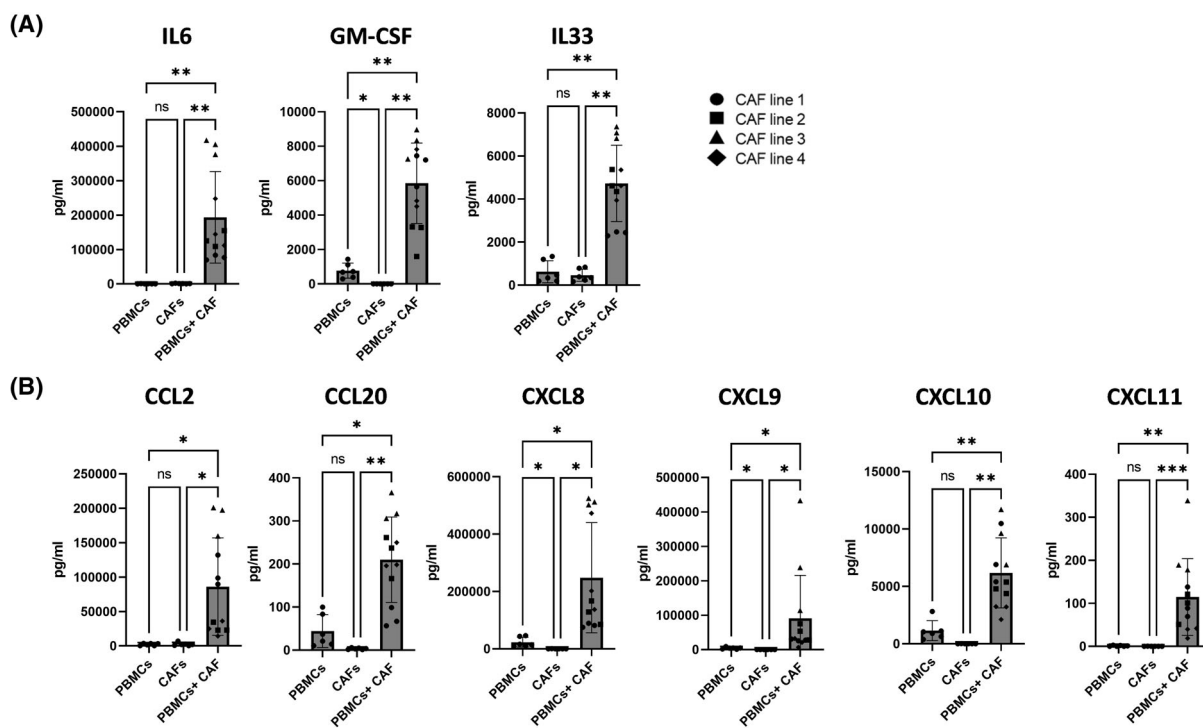 (A)
IL6
GM-CSF
IL33
CAF line 1
CAF line 2
CAF line 3
CAF line 4
**
ns
**
500000
400000
300000
200000
100000
0
pg/ml
PBMCs
CAFs
PBMCs+ CAF
**
*
**
10000
8000
6000
4000
2000
0
pg/ml
PBMCs
CAFs
PBMCs+ CAF
**
ns
**
8000
6000
4000
2000
0
pg/ml
PBMCs
CAFs
PBMCs+ CAF
(B)
CCL2
CCL20
CXCL8
CXCL9
CXCL10
CXCL11
*
ns
*
250000
200000
150000
100000
50000
0
pg/ml
PBMCs
CAFs
PBMCs+ CAF
*
ns
**
400
300
200
100
0
pg/ml
PBMCs
CAFs
PBMCs+ CAF
*
*
*
600000
400000
200000
0
pg/ml
PBMCs
CAFs
PBMCs+ CAF
*
*
*
500000
400000
300000
200000
100000
0
pg/ml
PBMCs
CAFs
PBMCs+ CAF
**
ns
**
15000
10000
5000
0
pg/ml
PBMCs
CAFs
PBMCs+ CAF
**
ns
***
400
300
200
100
0
pg/ml
PBMCs
CAFs
PBMCs+ CAF